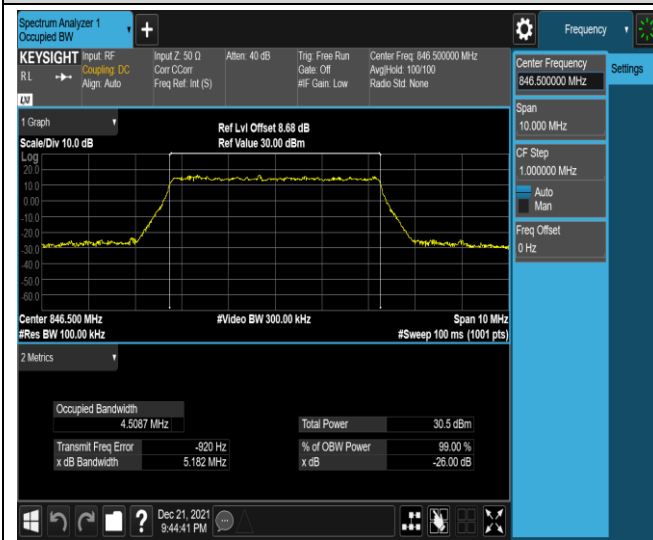 Spectrum Analyzer 1
Occupied BW
+
Frequency
KEYSIGHT
Input: RF
Input Z: 50 Ω
Atten: 40 dB
Trig: Free Run
Center Freq: 846.500000 MHz
RL
Coupling: DC
Corr CCorr
Gate: Off
Avg|Hold: 100/100
Align: Auto
Freq Ref: Int (S)
#IF Gain: Low
Radio Std: None
LXI
Center Frequency
846.500000 MHz
Settings
Span
10.000 MHz
CF Step
1.000000 MHz
Auto
Man
Freq Offset
0 Hz
1 Graph
Ref Lvl Offset 8.68 dB
Scale/Div 10.0 dB
Ref Value 30.00 dBm
Log
20.0
10.0
0.00
-10.0
-20.0
-30.0
-40.0
-50.0
-60.0
Center 846.500 MHz
#Video BW 300.00 kHz
Span 10 MHz
#Res BW 100.00 kHz
#Sweep 100 ms (1001 pts)
2 Metrics
Occupied Bandwidth
4.5087 MHz
Total Power
30.5 dBm
Transmit Freq Error
-920 Hz
% of OBW Power
99.00 %
x dB Bandwidth
5.182 MHz
x dB
-26.00 dB
?
Dec 21, 2021
9:44:41 PM